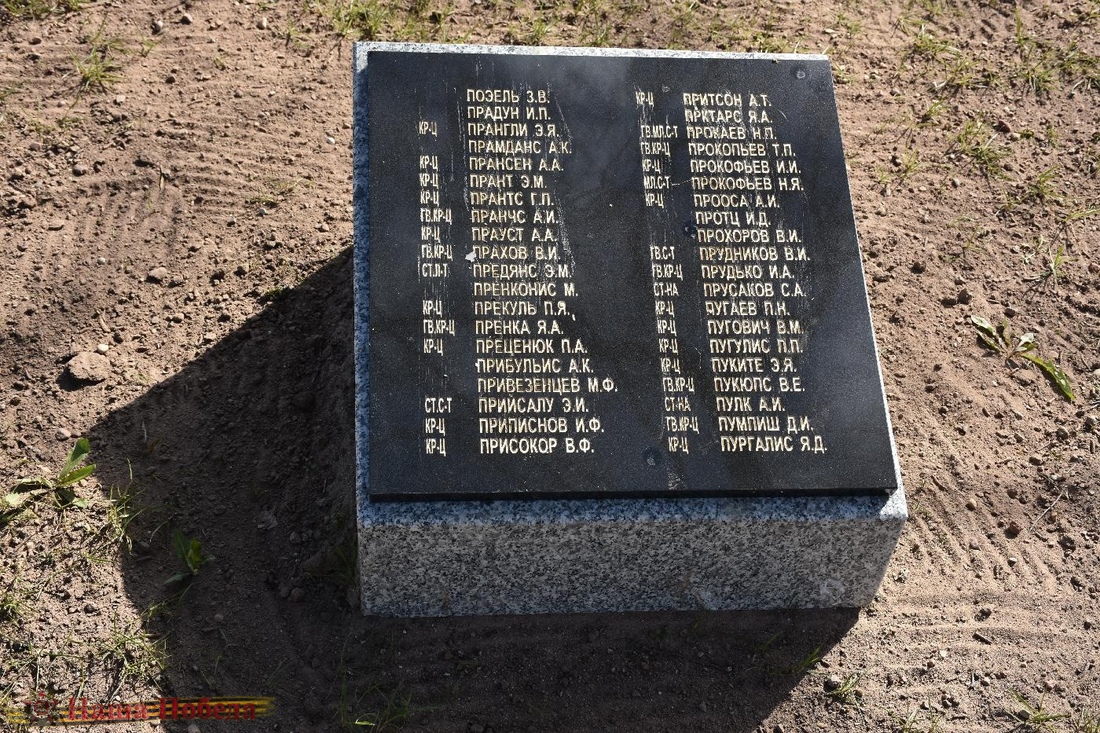 ПОЭЕЛЬ З.В.
ПРАДУН И.П.
КР-Ц ПРАНГЛИ Э.Я.
ПРАМДАНС А.К.
КР-Ц ПРАНСЕН А.А.
КР-Ц ПРАНТ Э.М.
КР-Ц ПРАНТС Г.П.
ГВ.КР-Ц ПРАНЧС А.И.
КР-Ц ПРАУСТ А.А.
ГВ.КР-Ц ПРАХОВ В.И.
СТ.Л-Т ПРЕДЯНС Э.М.
ПРЕНКОНИС М.
КР-Ц ПРЕКУЛЬ П.Я.
ГВ.КР-Ц ПРЕНКА Я.А.
КР-Ц ПРЕЦЕНЮК П.А.
ПРИБУЛЬИС А.К.
ПРИВЕЗЕНЦЕВ М.Ф.
СТ.С-Т ПРИЙСАЛУ Э.И.
КР-Ц ПРИПИСНОВ И.Ф.
КР-Ц ПРИСОКОР В.Ф.
КР-Ц ПРИТСОН А.Т.
ПРКТАРС Я.А.
ГВ.МЛ.С-Т ПРОКАЕВ Н.П.
ГВ.КР-Ц ПРОКОПЬЕВ Т.П.
КР-Ц ПРОКОФЬЕВ И.И.
МЛ.С-Т ПРОКОФЬЕВ Н.Я.
КР-Ц ПРООСА А.И.
ПРОТЦ И.Д.
ПРОХОРОВ В.И.
ГВ.С-Т ПРУДНИКОВ В.И.
ГВ.КР-Ц ПРУДЬКО И.А.
СТ-НА ПРУСАКОВ С.А.
КР-Ц ПУГАЕВ П.Н.
КР-Ц ПУГОВИЧ В.М.
КР-Ц ПУГУЛИС П.П.
КР-Ц ПУКИТЕ Э.Я.
ГВ.КР-Ц ПУКЮПС В.Е.
СТ-НА ПУЛК А.И.
ГВ.КР-Ц ПУМПИШ Д.И.
КР-Ц ПУРГАЛИС Я.Д.
Наша Победа